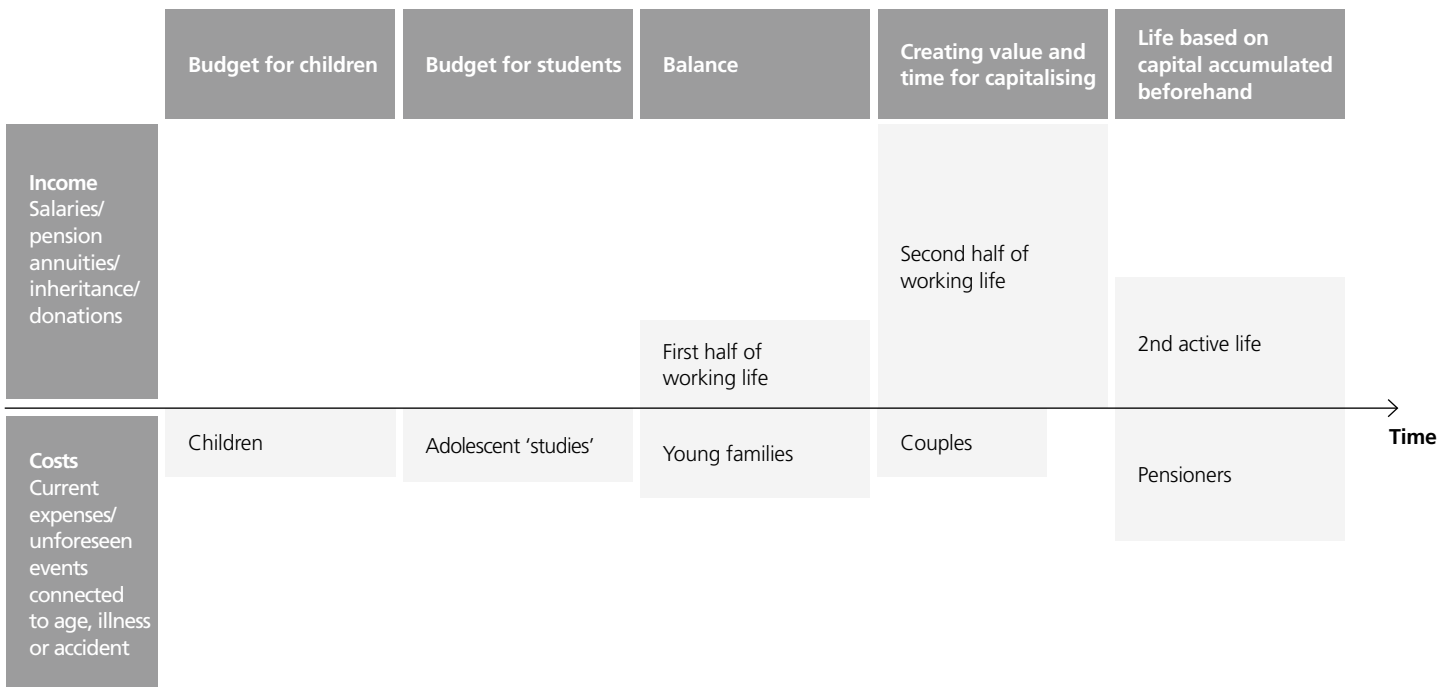 Budget for children
Budget for students
Balance
Creating value and
time for capitalising
Life based on
capital accumulated
beforehand
Income
Salaries/
pension
annuities/
inheritance/
donations
Second half of
working life
First half of
working life
2nd active life
Time
Costs
Current
expenses/
unforeseen
events
connected
to age, illness
or accident
Children
Adolescent ‘studies’
Young families
Couples
Pensioners